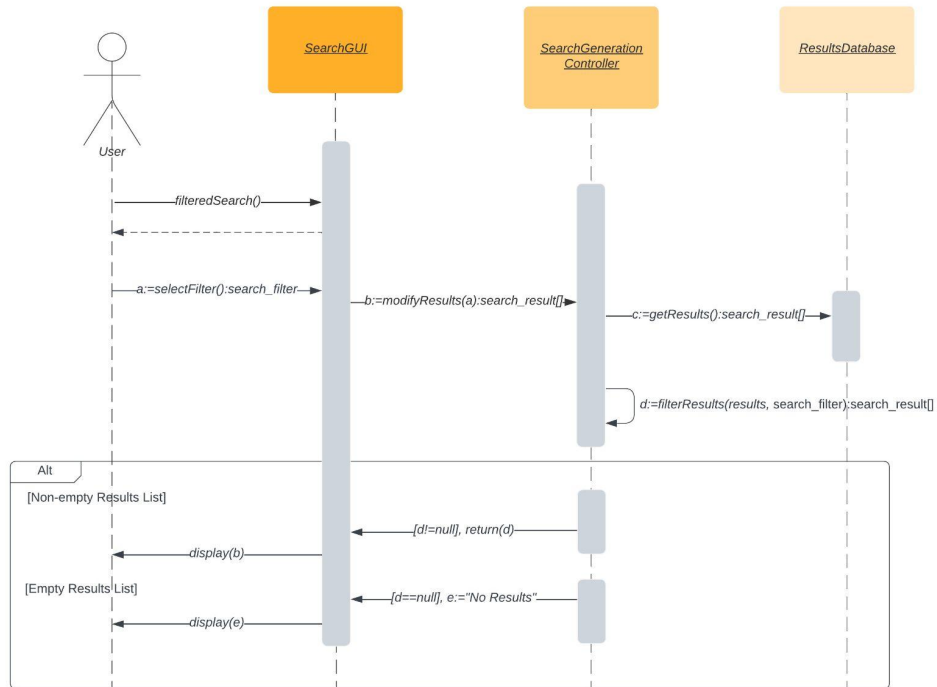 SearchGUI
SearchGeneration
Controller
ResultsDatabase
User
filteredSearch()
a:=selectFilter():search_filter
b:=modifyResults(a):search_result[]
c:=getResults():search_result[]
d:=filterResults(results, search_filter):search_result[]
Alt
[Non-empty Results List]
[d!=null], return(d)
display(b)
[Empty Results List]
[d==null], e:="No Results"
display(e)